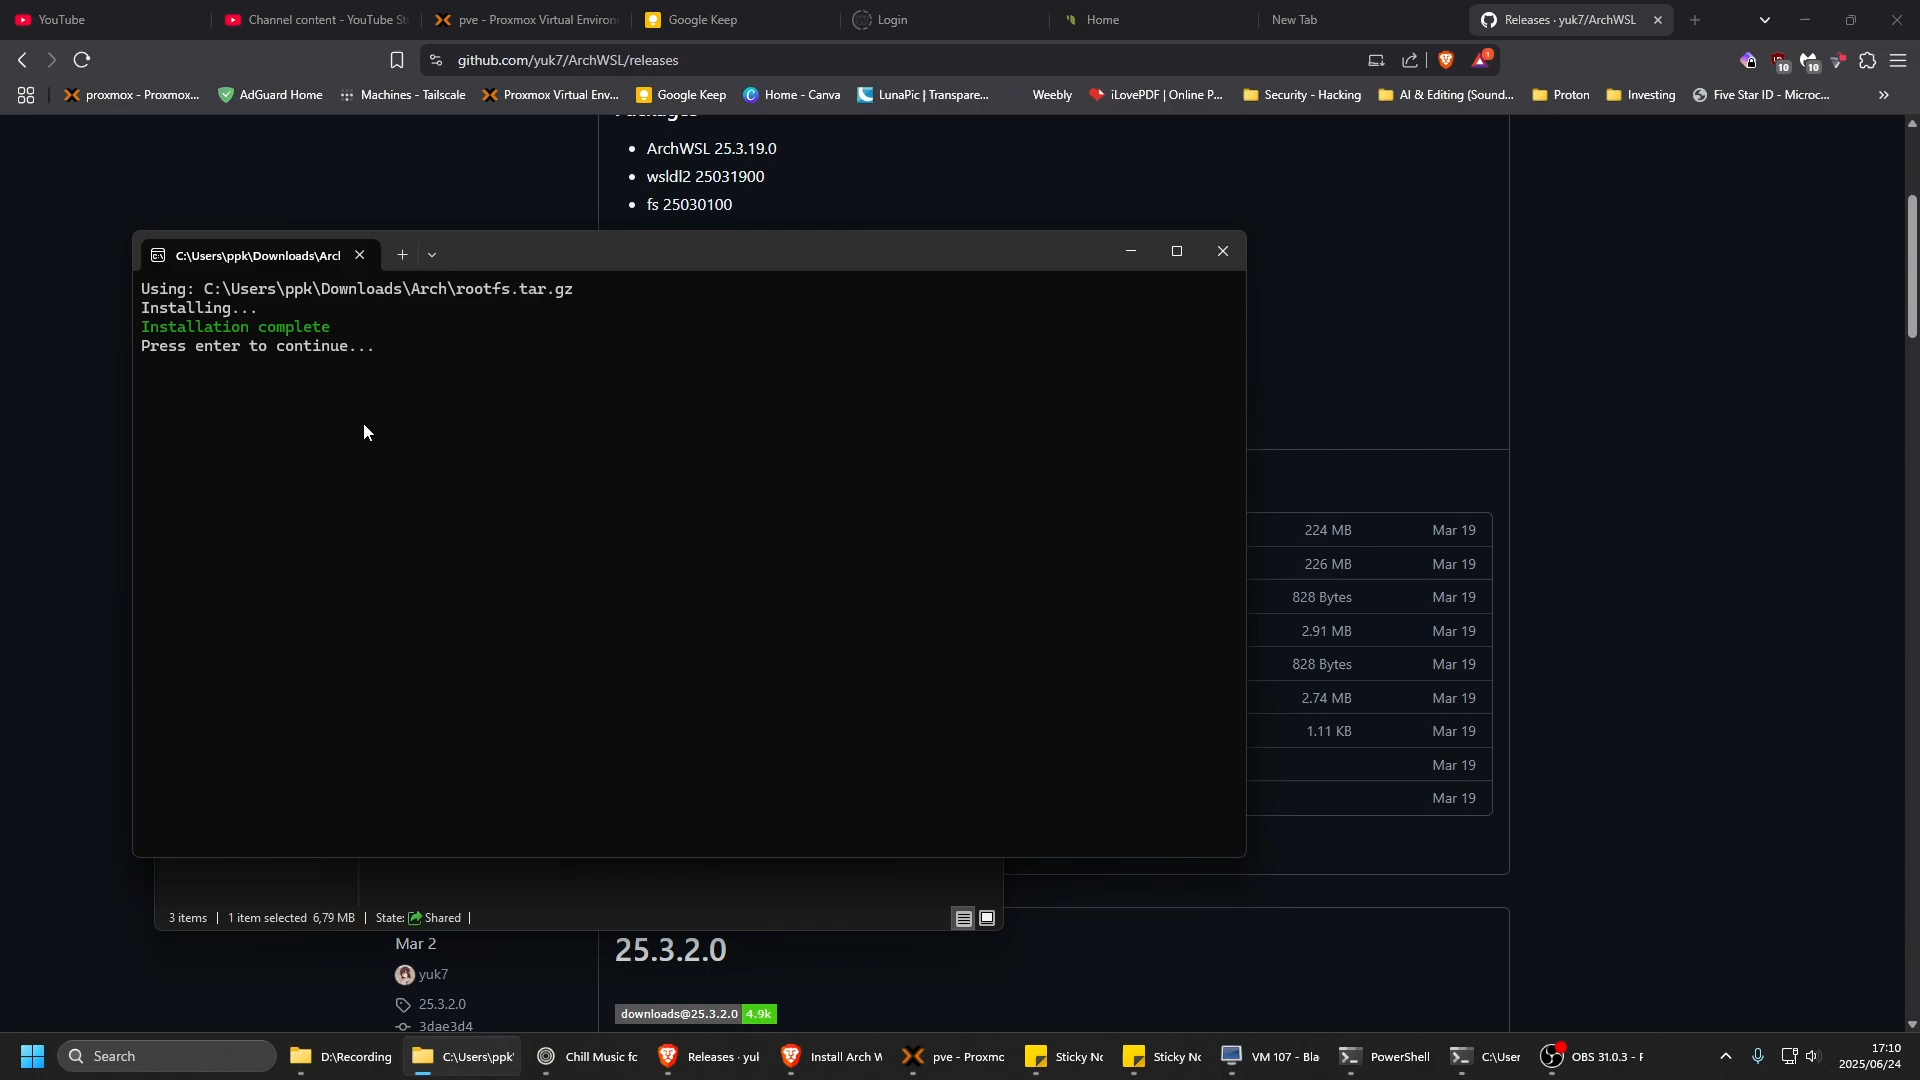 YouTube
Channel content - YouTube St
pve - Proxmox Virtual Environ
Google Keep
Login
Home
New Tab
Releases · yuk7/ArchWSL
github.com/yuk7/ArchWSL/releases
1
10
10
proxmox - Proxmox...
AdGuard Home
Machines - Tailscale
Proxmox Virtual Env...
Google Keep
Home - Canva
LunaPic | Transpare...
Weebly
iLovePDF | Online P...
Security - Hacking
AI & Editing (Sound...
Proton
Investing
Five Star ID - Microc...
»
Packages
ArchWSL 25.3.19.0
wsldl2 25031900
fs 25030100
C:\Users\ppk\Downloads\Arcl
Using: C:\Users\ppk\Downloads\Arch\rootfs.tar.gz
Installing...
Installation complete
Press enter to continue...
224 MB Mar 19
226 MB Mar 19
828 Bytes Mar 19
2.91 MB Mar 19
828 Bytes Mar 19
2.74 MB Mar 19
1.11 KB Mar 19
Mar 19
Mar 19
3 items | 1 item selected 6,79 MB | State: Shared |
Mar 2
yuk7
25.3.2.0
3dae3d4
25.3.2.0
downloads@25.3.2.0 4.9k
Search
D:\Recording
C:\Users\ppk'
Chill Music fc
Releases · yul
Install Arch W
pve - Proxmo
Sticky Nc
Sticky Nc
VM 107 - Bla
PowerShell
C:\User
OBS 31.0.3 - F
17:10
2025/06/24